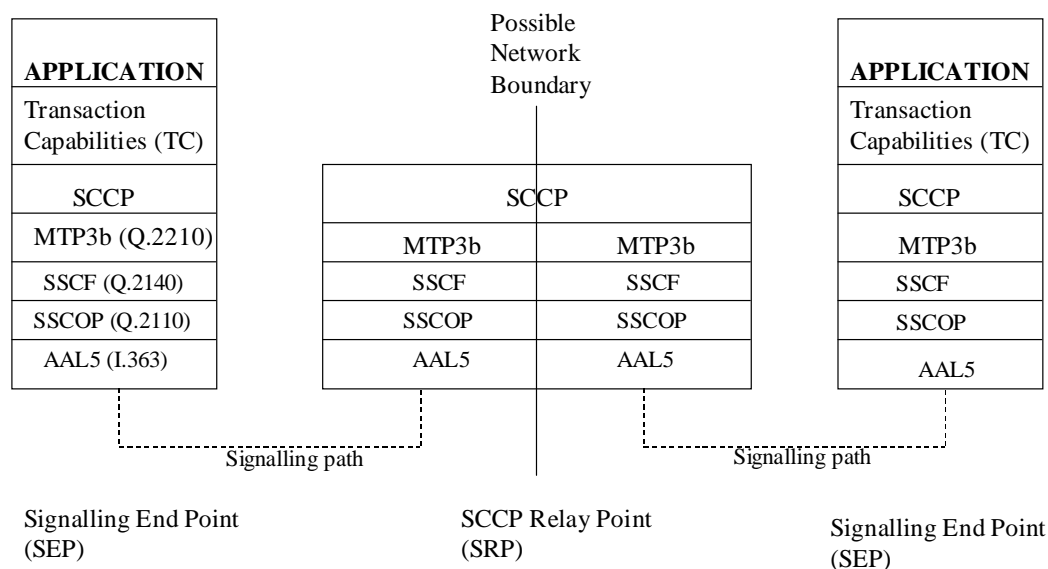 Possible
Network
Boundary
APPLICATION
Transaction
Capabilities (TC)
SCCP
MTP3b (Q.2210)
SSCF (Q.2140)
SSCOP (Q.2110)
AAL5 (I.363)
SCCP
MTP3b
MTP3b
SSCF
SSCF
SSCOP
SSCOP
AAL5
AAL5
APPLICATION
Transaction
Capabilities (TC)
SCCP
MTP3b
SSCF
SSCOP
AAL5
Signalling path
Signalling path
Signalling End Point
(SEP)
SCCP Relay Point
(SRP)
Signalling End Point
(SEP)